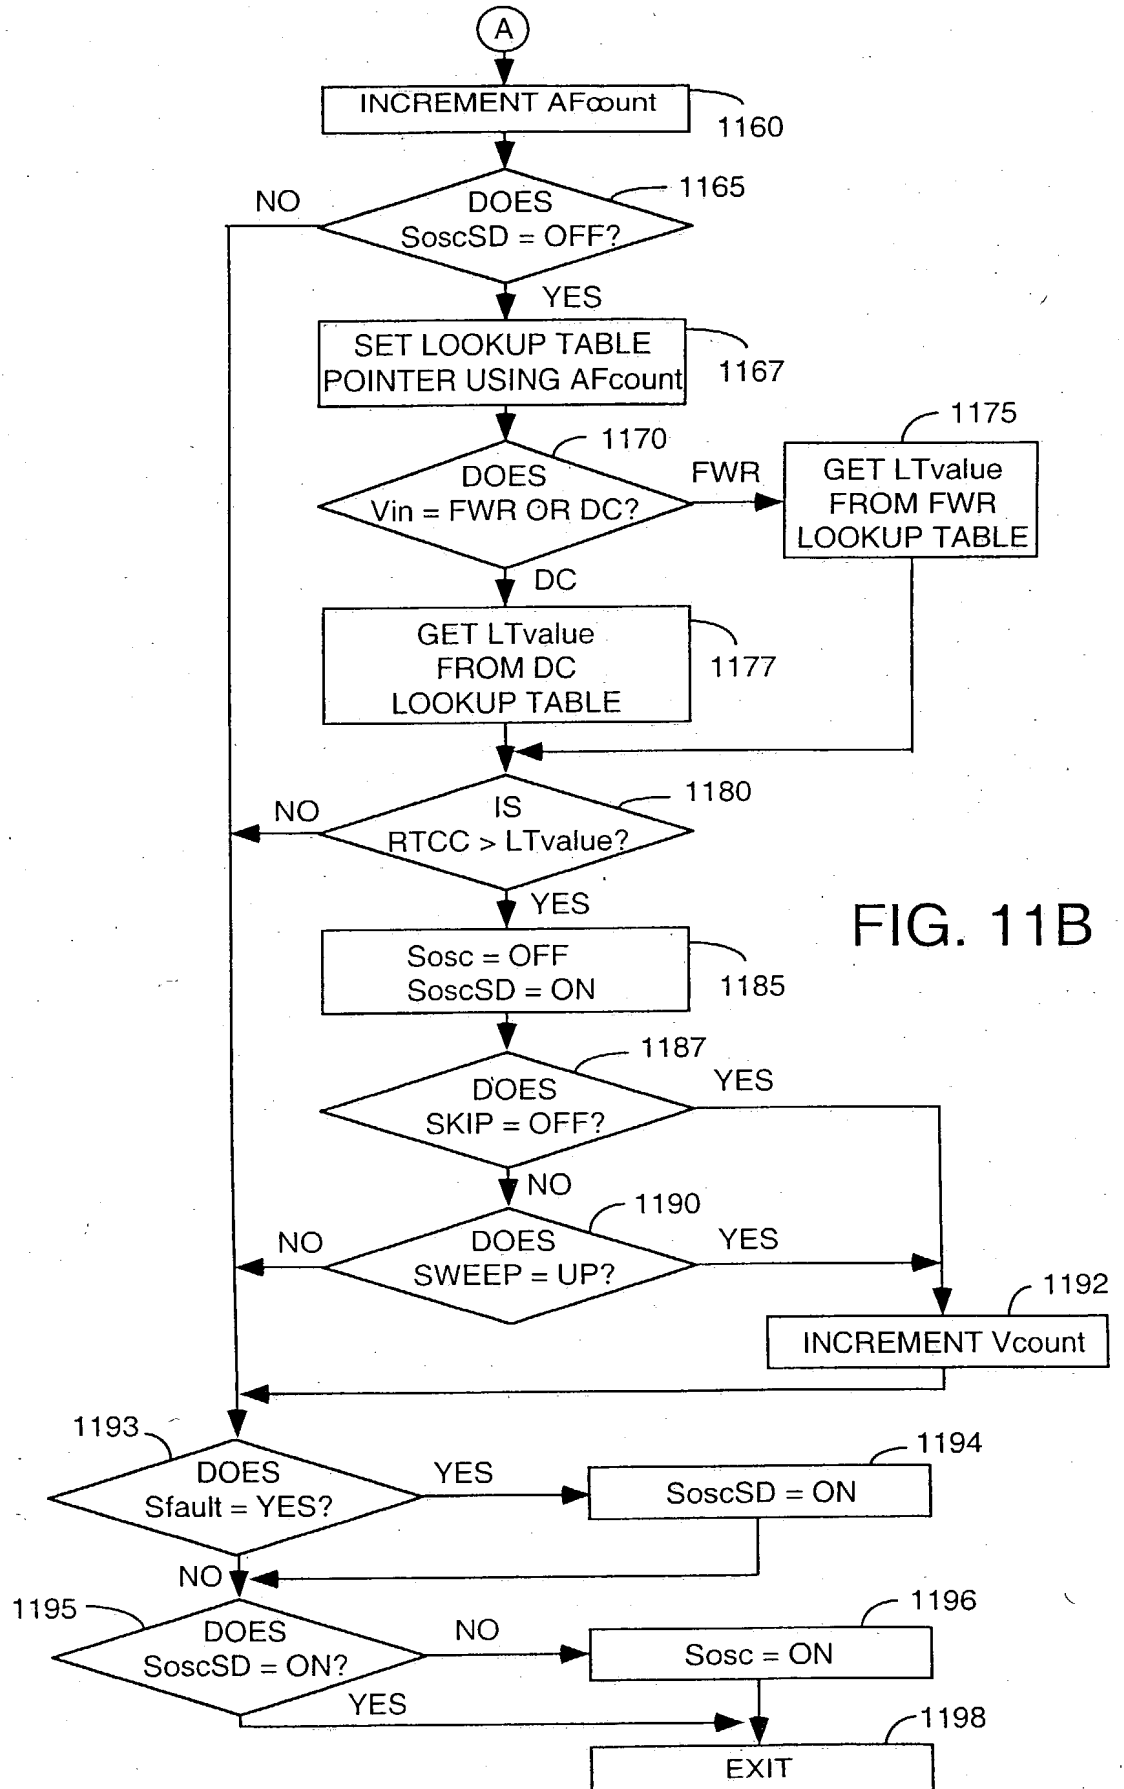 A
INCREMENT AFcount
1160
DOES
SoscSD = OFF?
1165
NO
YES
SET LOOKUP TABLE
POINTER USING AFcount
1167
DOES
Vin = FWR OR DC?
1170
FWR
GET LTvalue
FROM FWR
LOOKUP TABLE
1175
DC
GET LTvalue
FROM DC
LOOKUP TABLE
1177
IS
RTCC > LTvalue?
1180
NO
YES
FIG. 11B
Sosc = OFF
SoscSD = ON
1185
DOES
SKIP = OFF?
1187
YES
NO
DOES
SWEEP = UP?
1190
NO
YES
INCREMENT Vcount
1192
1193
DOES
Sfault = YES?
YES
SoscSD = ON
1194
NO
1195
DOES
SoscSD = ON?
NO
Sosc = ON
1196
YES
EXIT
1198